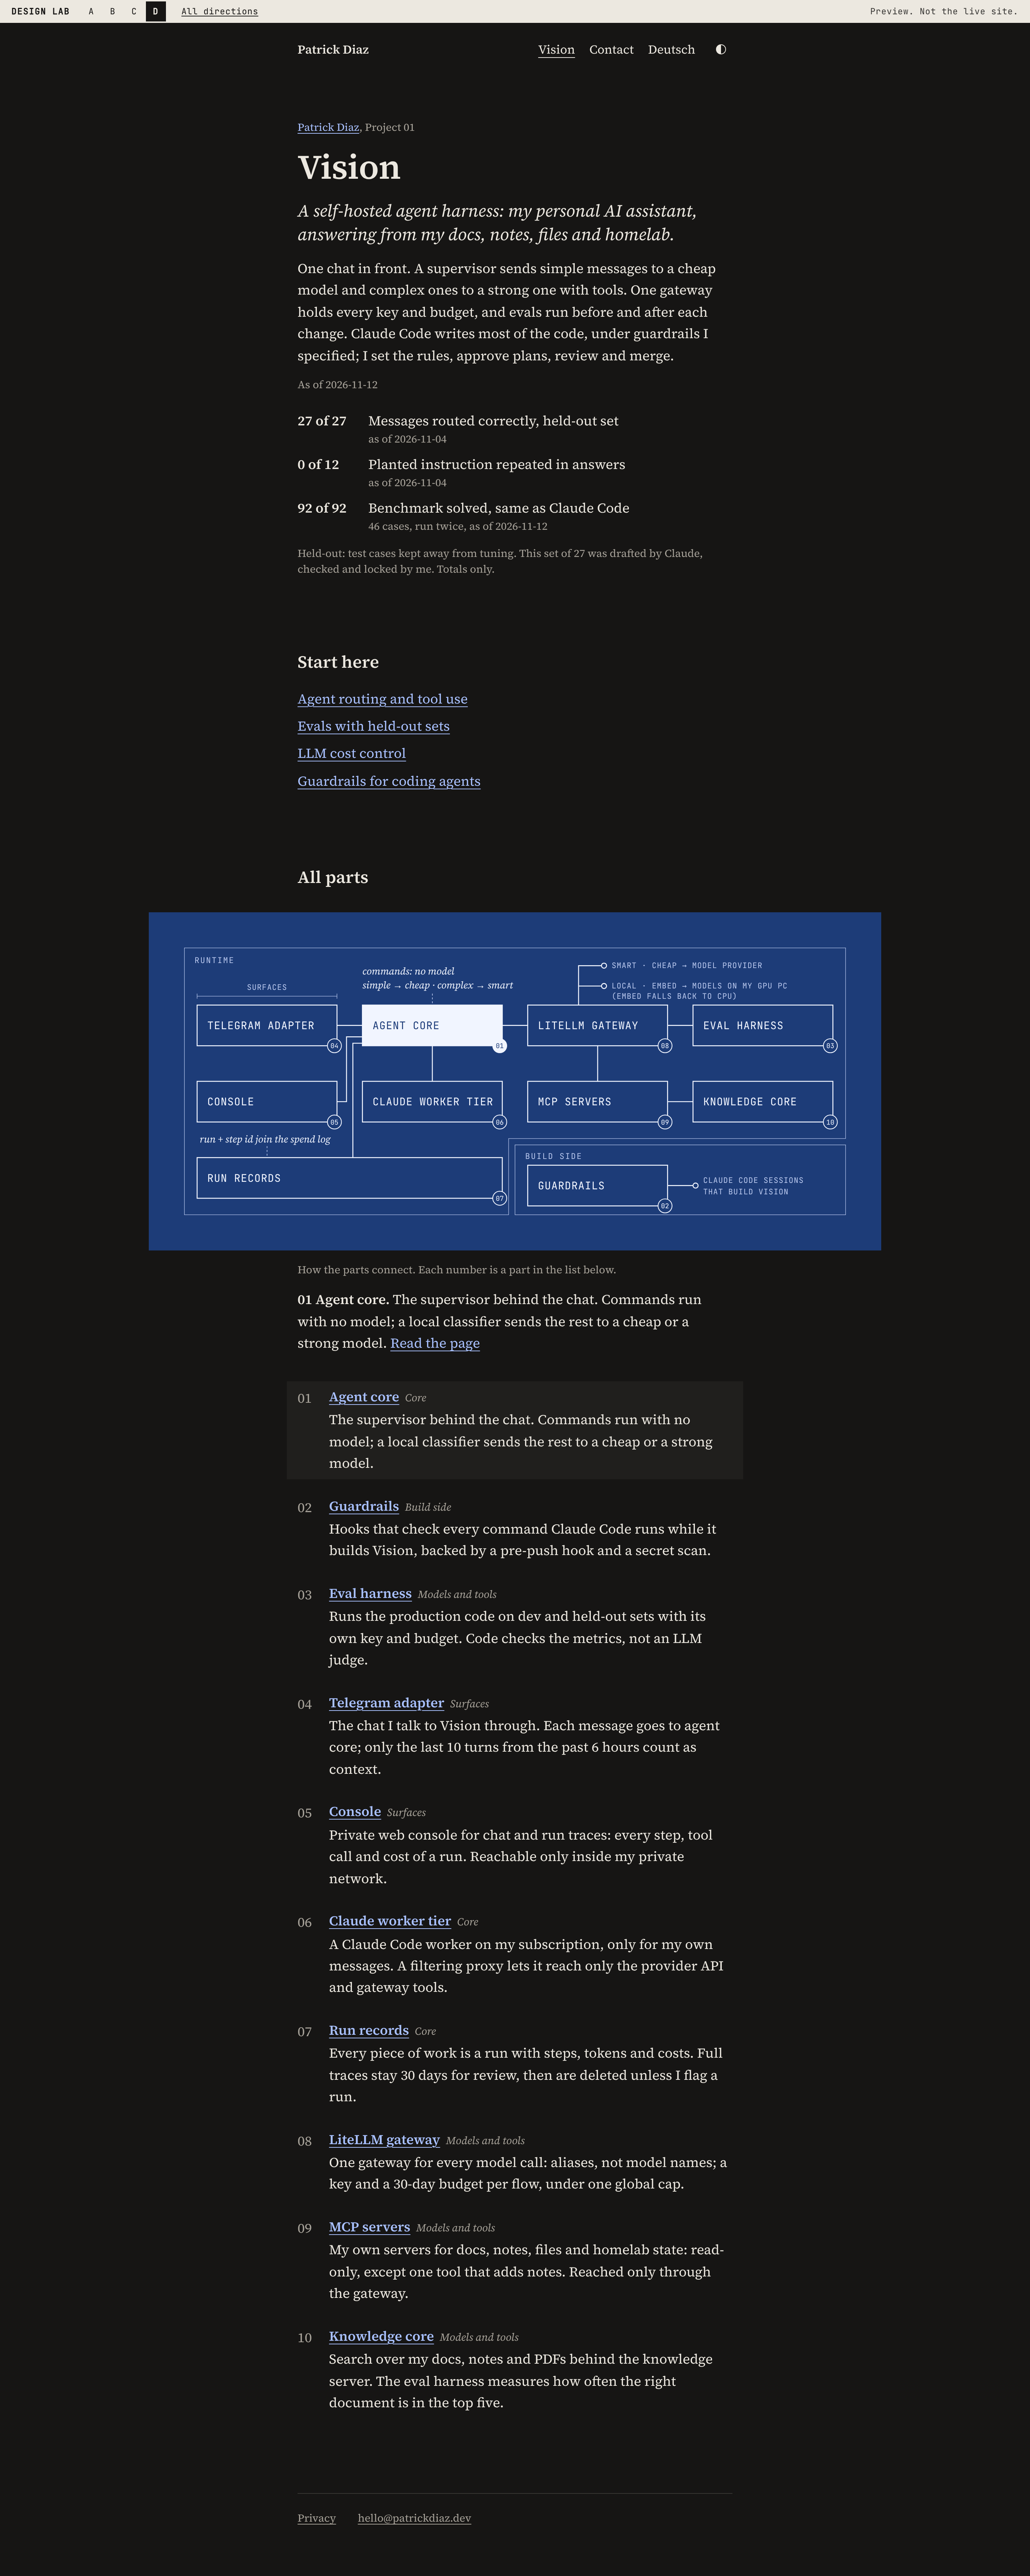 DESIGN LAB A B C D All directions Preview. Not the live site.
Patrick Diaz Vision Contact Deutsch
Patrick Diaz, Project 01
Vision
A self-hosted agent harness: my personal AI assistant,
answering from my docs, notes, files and homelab.
One chat in front. A supervisor sends simple messages to a cheap
model and complex ones to a strong one with tools. One gateway
holds every key and budget, and evals run before and after each
change. Claude Code writes most of the code, under guardrails I
specified; I set the rules, approve plans, review and merge.
As of 2026-11-12
27 of 27 Messages routed correctly, held-out set
as of 2026-11-04
0 of 12 Planted instruction repeated in answers
as of 2026-11-04
92 of 92 Benchmark solved, same as Claude Code
46 cases, run twice, as of 2026-11-12
Held-out: test cases kept away from tuning. This set of 27 was drafted by Claude,
checked and locked by me. Totals only.
Start here
Agent routing and tool use
Evals with held-out sets
LLM cost control
Guardrails for coding agents
All parts
RUNTIME
commands: no model
simple → cheap · complex → smart
SMART · CHEAP → MODEL PROVIDER
SURFACES
LOCAL · EMBED → MODELS ON MY GPU PC
(EMBED FALLS BACK TO CPU)
TELEGRAM ADAPTER 04
AGENT CORE 01
LITELLM GATEWAY 08
EVAL HARNESS 03
CONSOLE 05
CLAUDE WORKER TIER 06
MCP SERVERS 09
KNOWLEDGE CORE 10
run + step id join the spend log
RUN RECORDS 07
BUILD SIDE
GUARDRAILS 02
CLAUDE CODE SESSIONS
THAT BUILD VISION
How the parts connect. Each number is a part in the list below.
01 Agent core. The supervisor behind the chat. Commands run
with no model; a local classifier sends the rest to a cheap or a
strong model. Read the page
01 Agent core Core
The supervisor behind the chat. Commands run with no
model; a local classifier sends the rest to a cheap or a strong
model.
02 Guardrails Build side
Hooks that check every command Claude Code runs while it
builds Vision, backed by a pre-push hook and a secret scan.
03 Eval harness Models and tools
Runs the production code on dev and held-out sets with its
own key and budget. Code checks the metrics, not an LLM
judge.
04 Telegram adapter Surfaces
The chat I talk to Vision through. Each message goes to agent
core; only the last 10 turns from the past 6 hours count as
context.
05 Console Surfaces
Private web console for chat and run traces: every step, tool
call and cost of a run. Reachable only inside my private
network.
06 Claude worker tier Core
A Claude Code worker on my subscription, only for my own
messages. A filtering proxy lets it reach only the provider API
and gateway tools.
07 Run records Core
Every piece of work is a run with steps, tokens and costs. Full
traces stay 30 days for review, then are deleted unless I flag a
run.
08 LiteLLM gateway Models and tools
One gateway for every model call: aliases, not model names; a
key and a 30-day budget per flow, under one global cap.
09 MCP servers Models and tools
My own servers for docs, notes, files and homelab state: read-
only, except one tool that adds notes. Reached only through
the gateway.
10 Knowledge core Models and tools
Search over my docs, notes and PDFs behind the knowledge
server. The eval harness measures how often the right
document is in the top five.
Privacy hello@patrickdiaz.dev